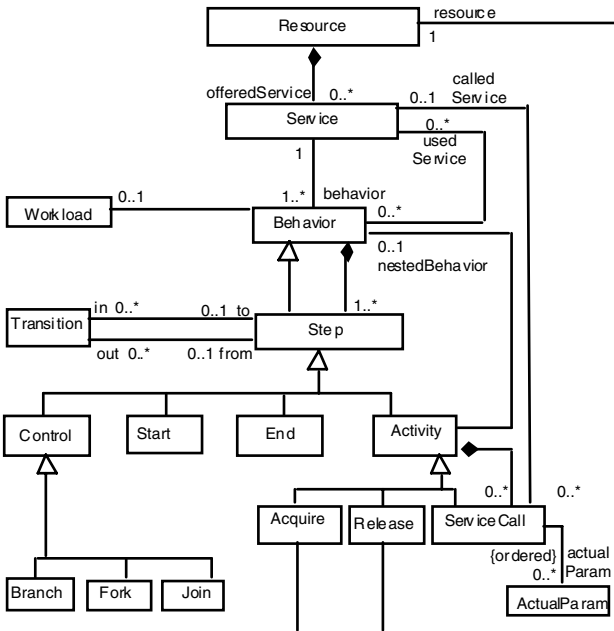 Resource
resource
1
called
offeredService
0..*
0..1
Service
Service
0..*
used
Service
1
0..1
1..*
behavior
Workload
Behavior
0..*
0..1
nestedBehavior
in 0..*
0..1 to
1..*
Transition
Step
out 0..*
0..1 from
Control
Start
End
Activity
0..*
0..*
Acquire
Release
ServiceCall
{ordered}
actual
Param
0..*
Branch
Fork
Join
ActualParam